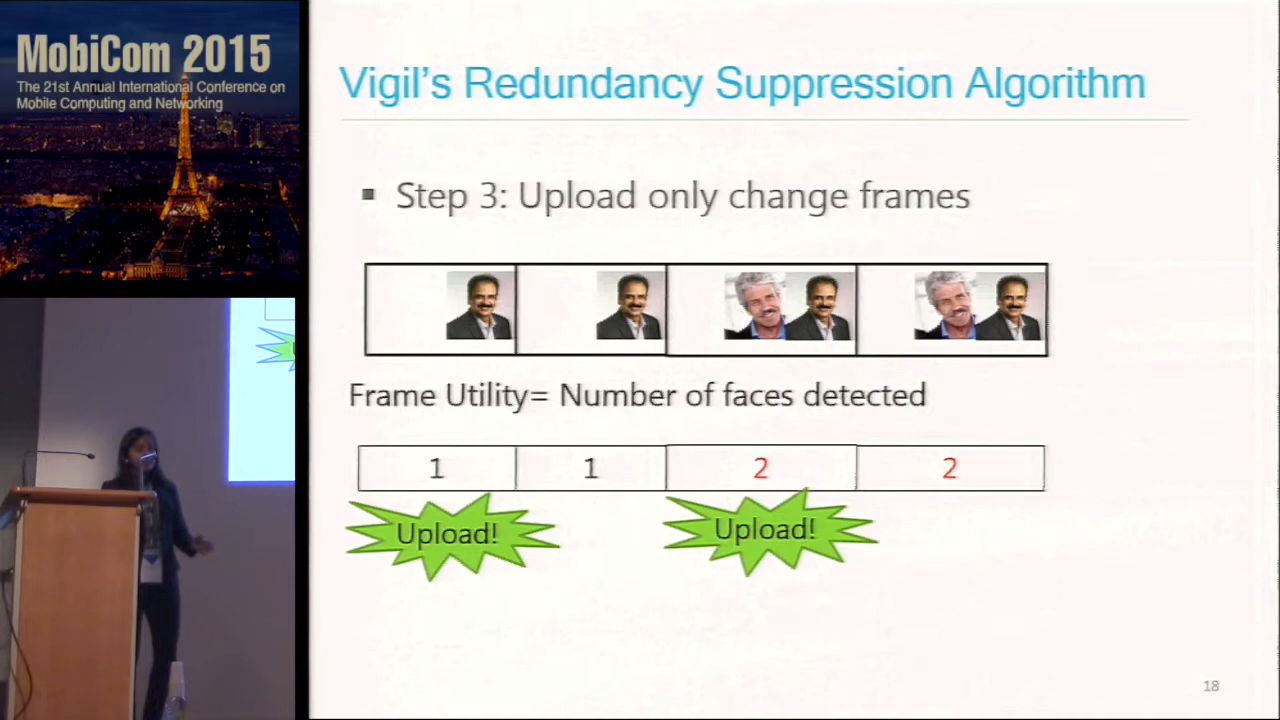 MobiCom 2015
The 21st Annual International Conference on
Mobile Computing and Networking
Vigil's Redundancy Suppression Algorithm
▪ Step 3: Upload only change frames
Frame Utility= Number of faces detected
1 1 2 2
Upload! Upload!
18